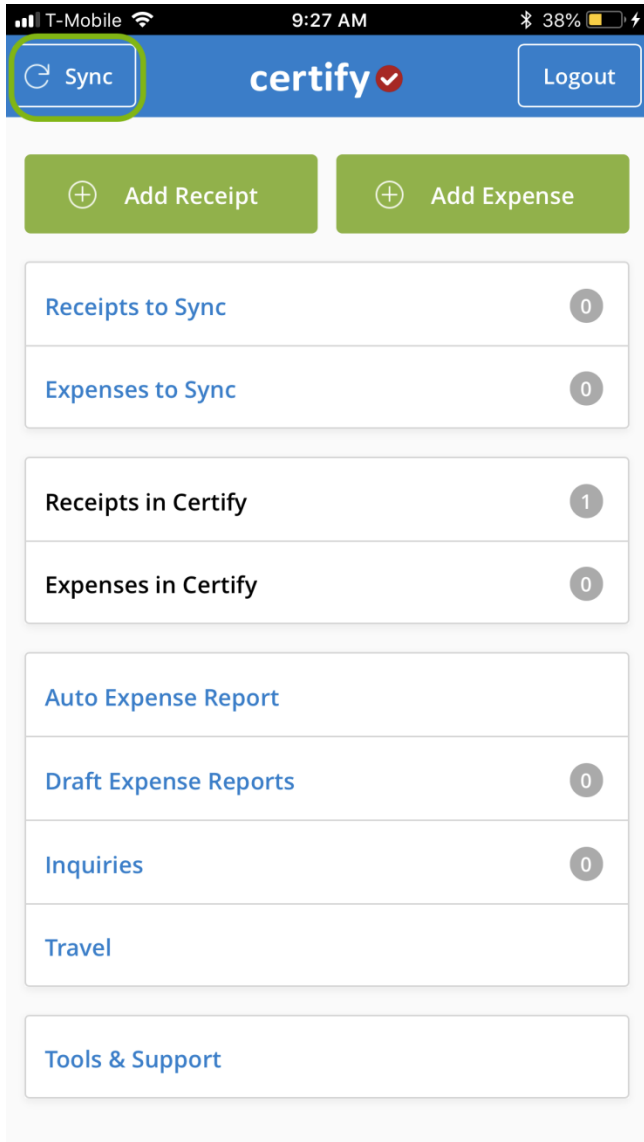 T-Mobile 9:27 AM 38%
Sync certify Logout
Add Receipt Add Expense
Receipts to Sync 0
Expenses to Sync 0
Receipts in Certify 1
Expenses in Certify 0
Auto Expense Report
Draft Expense Reports 0
Inquiries 0
Travel
Tools & Support